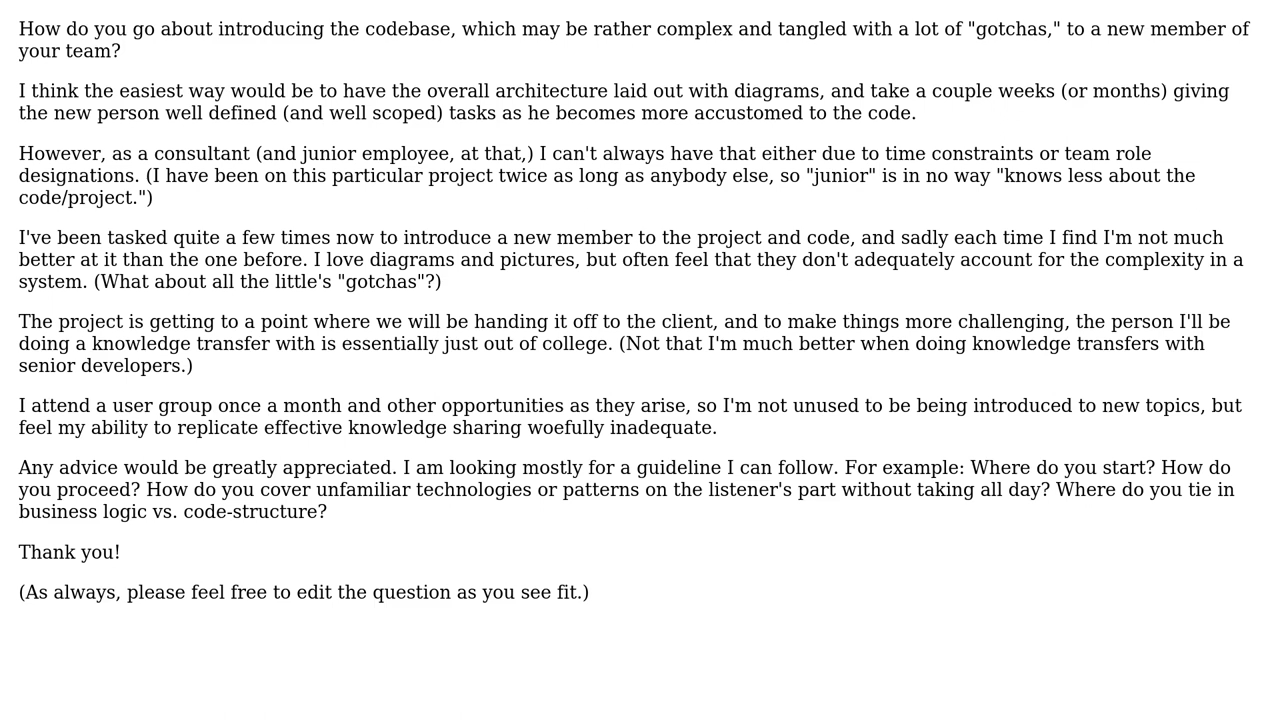 How do you go about introducing the codebase, which may be rather complex and tangled with a lot of "gotchas," to a new member of
your team?
I think the easiest way would be to have the overall architecture laid out with diagrams, and take a couple weeks (or months) giving
the new person well defined (and well scoped) tasks as he becomes more accustomed to the code.
However, as a consultant (and junior employee, at that,) I can't always have that either due to time constraints or team role
designations. (I have been on this particular project twice as long as anybody else, so "junior" is in no way "knows less about the
code/project.")
I've been tasked quite a few times now to introduce a new member to the project and code, and sadly each time I find I'm not much
better at it than the one before. I love diagrams and pictures, but often feel that they don't adequately account for the complexity in a
system. (What about all the little's "gotchas"?)
The project is getting to a point where we will be handing it off to the client, and to make things more challenging, the person I'll be
doing a knowledge transfer with is essentially just out of college. (Not that I'm much better when doing knowledge transfers with
senior developers.)
I attend a user group once a month and other opportunities as they arise, so I'm not unused to be being introduced to new topics, but
feel my ability to replicate effective knowledge sharing woefully inadequate.
Any advice would be greatly appreciated. I am looking mostly for a guideline I can follow. For example: Where do you start? How do
you proceed? How do you cover unfamiliar technologies or patterns on the listener's part without taking all day? Where do you tie in
business logic vs. code-structure?
Thank you!
(As always, please feel free to edit the question as you see fit.)